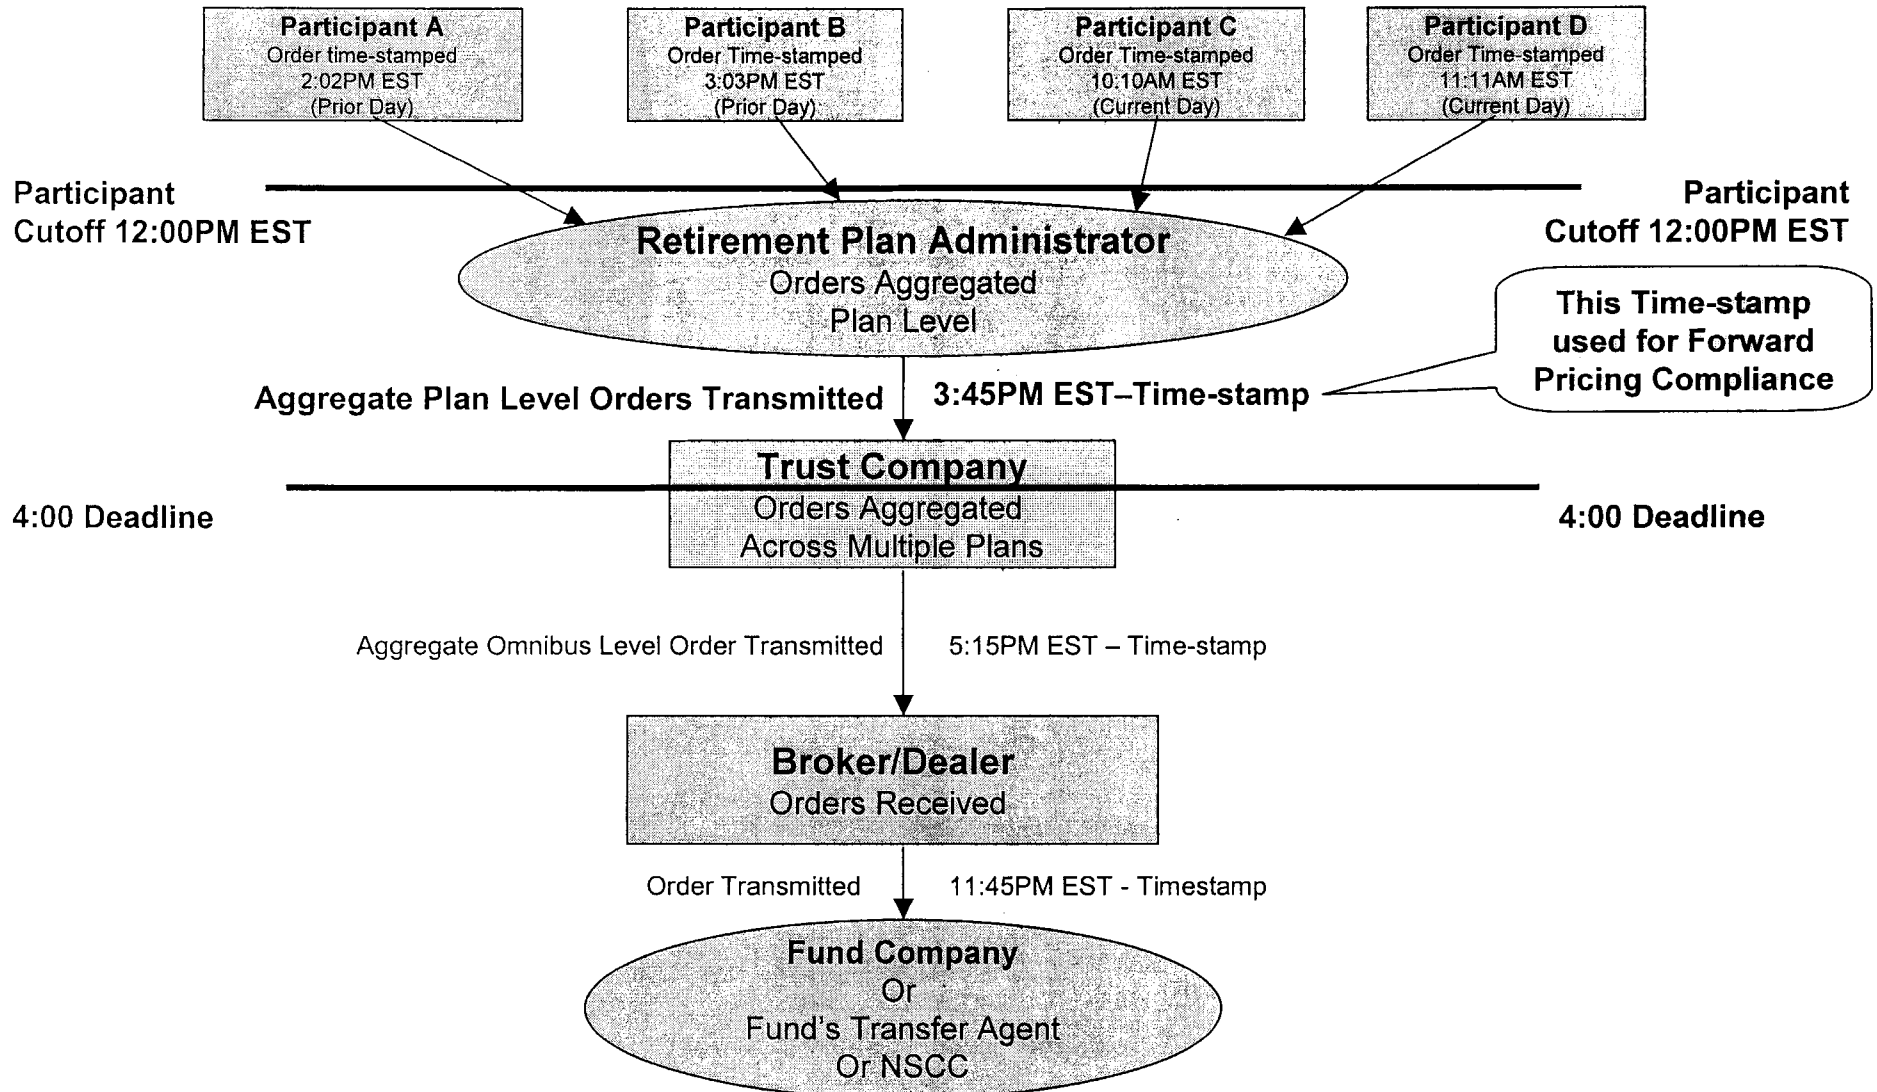 Participant A
Order time-stamped
2:02PM EST
(Prior Day)
Participant B
Order Time-stamped
3:03PM EST
(Prior Day)
Participant C
Order Time-stamped
10:10AM EST
(Current Day)
Participant D
Order Time-stamped
11:11AM EST
(Current Day)
Participant
Cutoff 12:00PM EST
Participant
Cutoff 12:00PM EST
Retirement Plan Administrator
Orders Aggregated
Plan Level
This Time-stamp
used for Forward
Pricing Compliance
Aggregate Plan Level Orders Transmitted
3:45PM EST–Time-stamp
Trust Company
Orders Aggregated
Across Multiple Plans
4:00 Deadline
4:00 Deadline
Aggregate Omnibus Level Order Transmitted
5:15PM EST – Time-stamp
Broker/Dealer
Orders Received
Order Transmitted
11:45PM EST - Timestamp
Fund Company
Or
Fund's Transfer Agent
Or NSCC